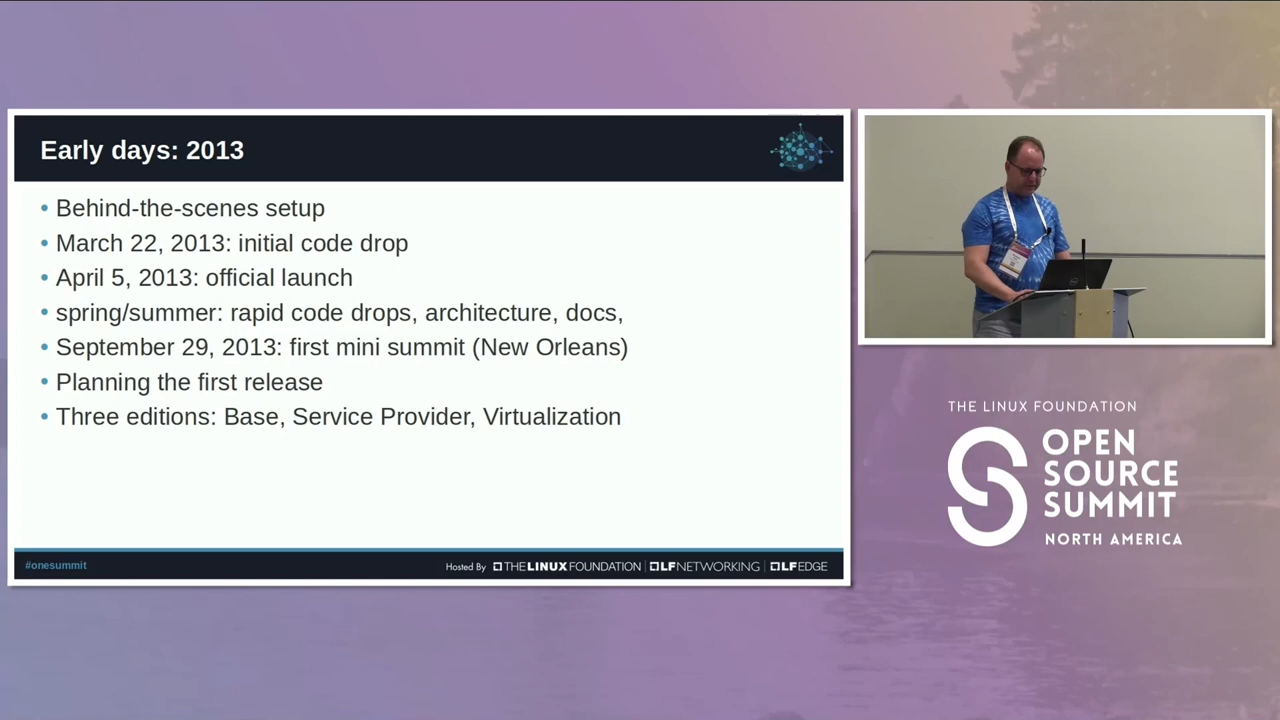 Early days: 2013
• Behind-the-scenes setup
• March 22, 2013: initial code drop
• April 5, 2013: official launch
• spring/summer: rapid code drops, architecture, docs,
• September 29, 2013: first mini summit (New Orleans)
• Planning the first release
• Three editions: Base, Service Provider, Virtualization
#onesummit
Hosted By THE LINUX FOUNDATION | LF NETWORKING | LF EDGE
THE LINUX FOUNDATION
OPEN
SOURCE
SUMMIT
NORTH AMERICA